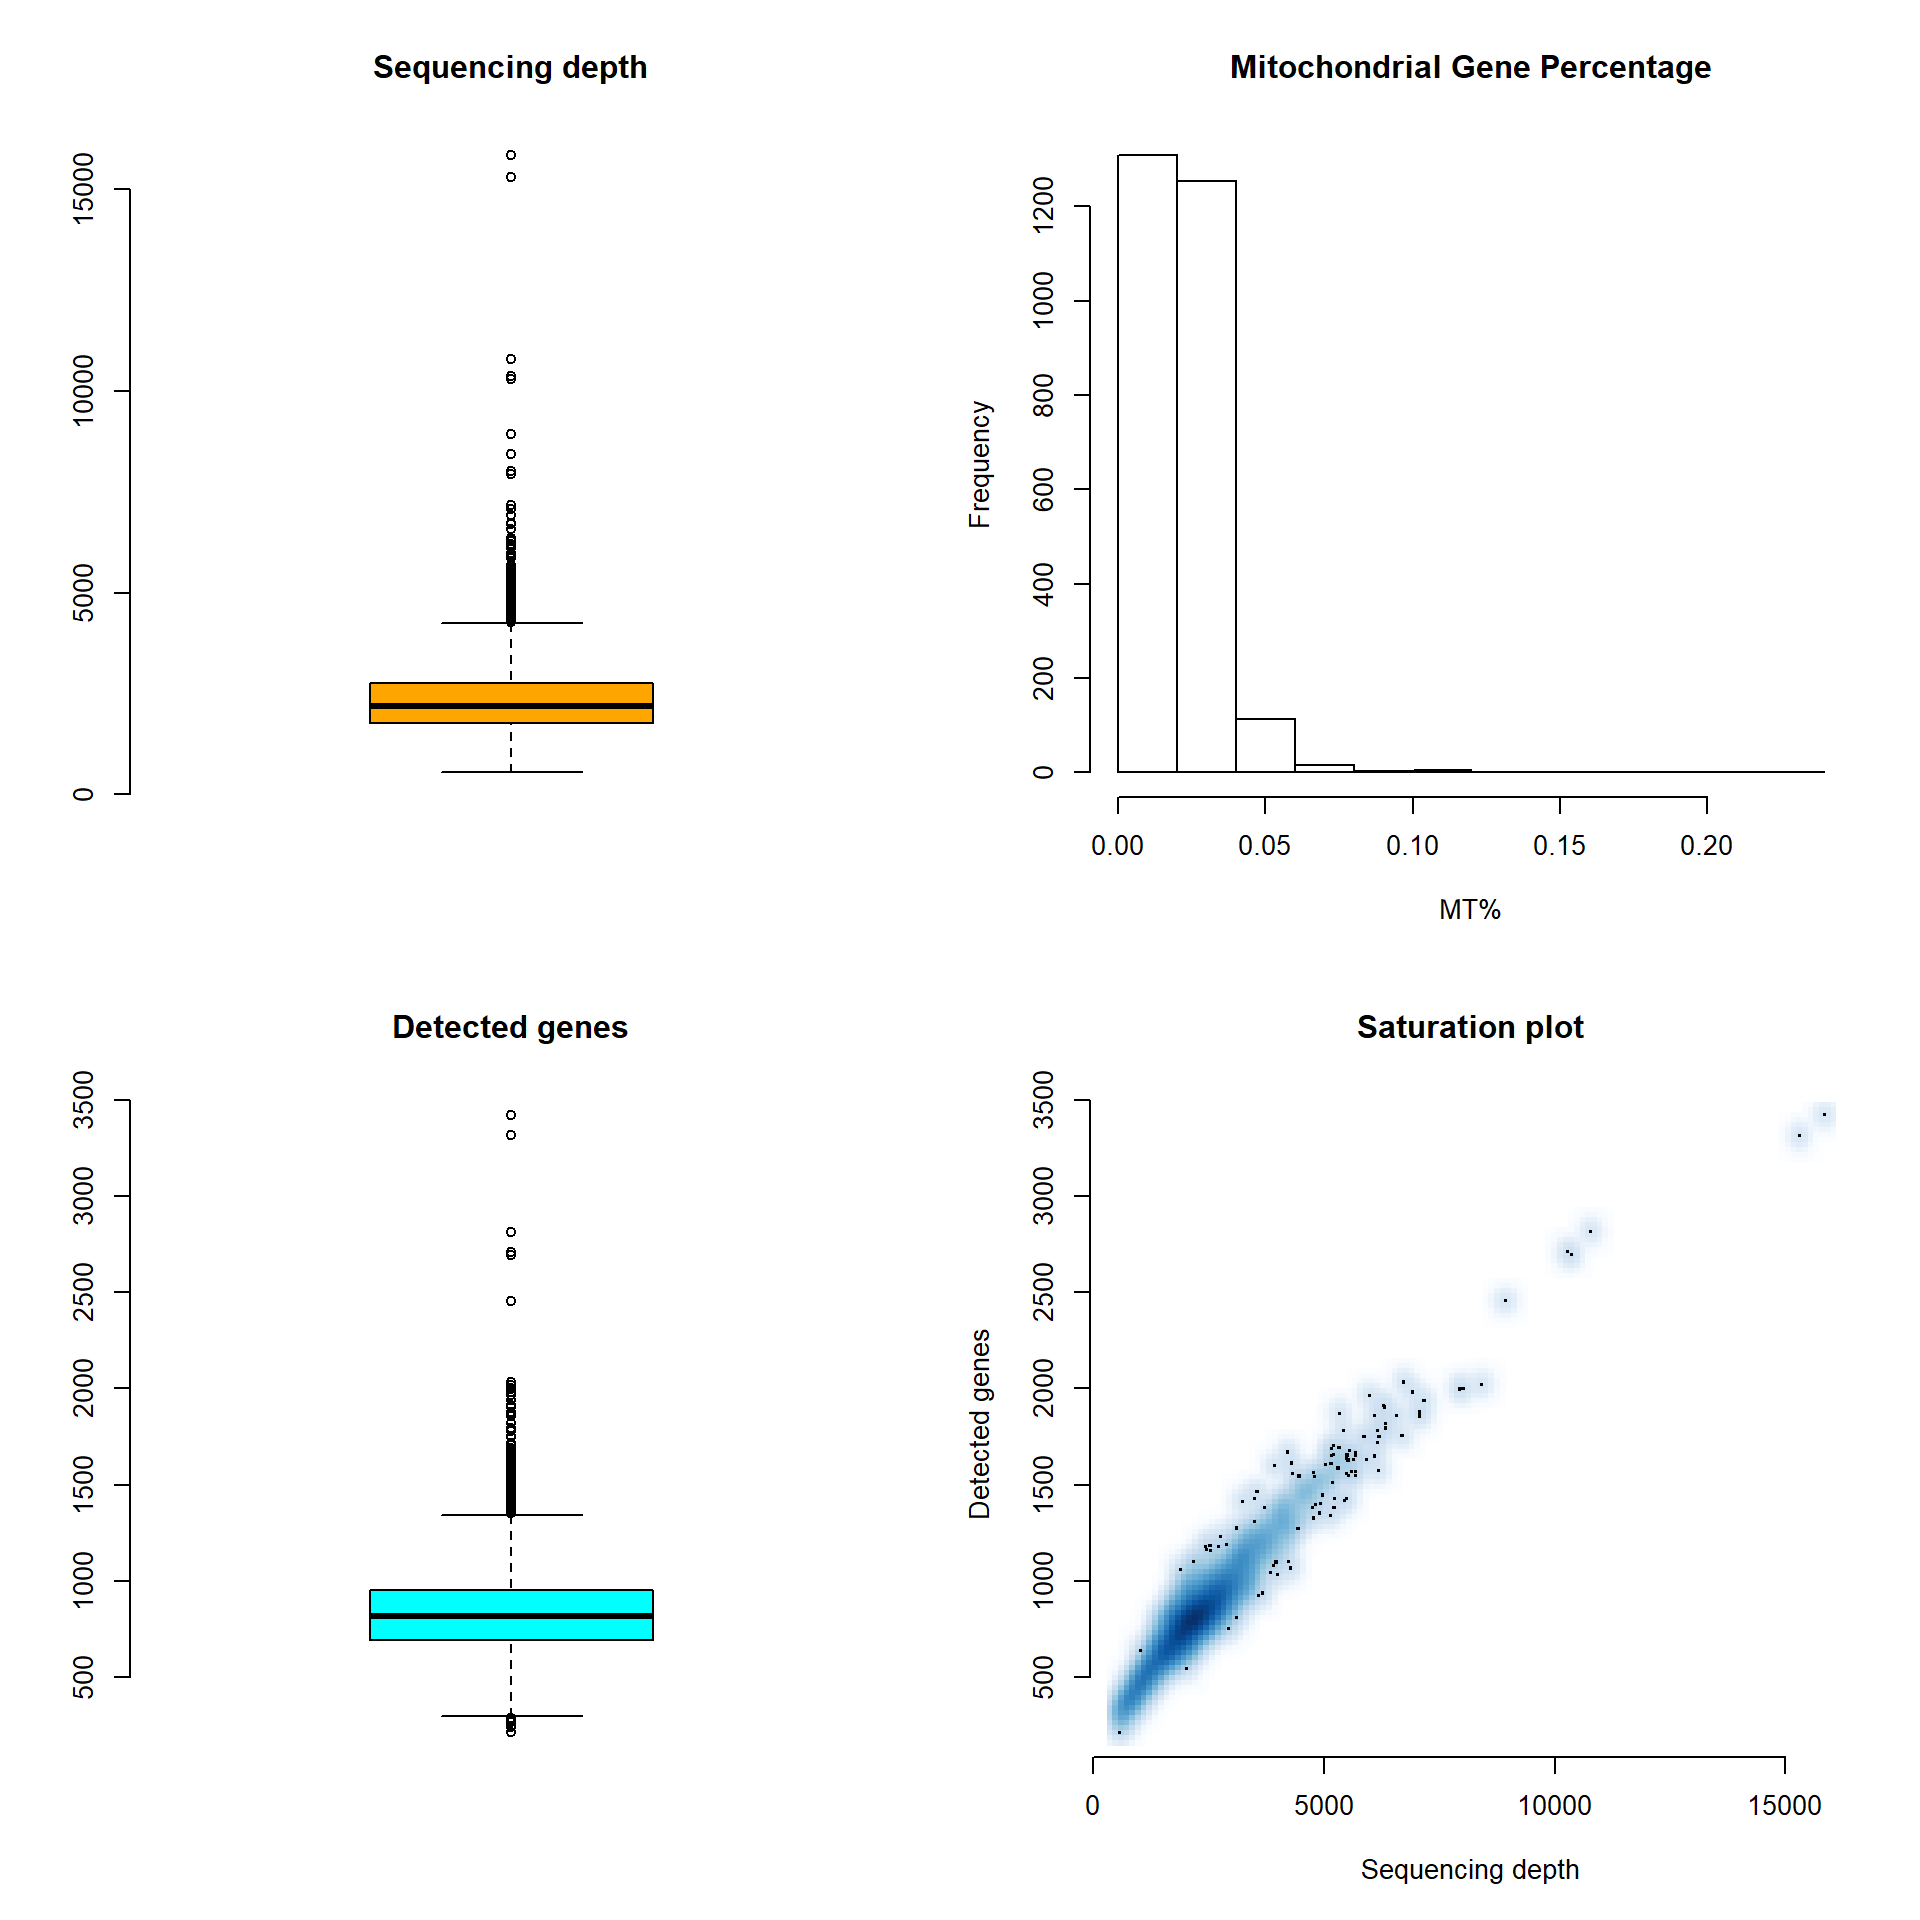 Sequencing depth
15000
10000
5000
0
Mitochondrial Gene Percentage
Frequency
1200
1000
800
600
400
200
0
0.00 0.05 0.10 0.15 0.20
MT%
Detected genes
3500
3000
2500
2000
1500
1000
500
Saturation plot
Detected genes
3500
3000
2500
2000
1500
1000
500
0 5000 10000 15000
Sequencing depth